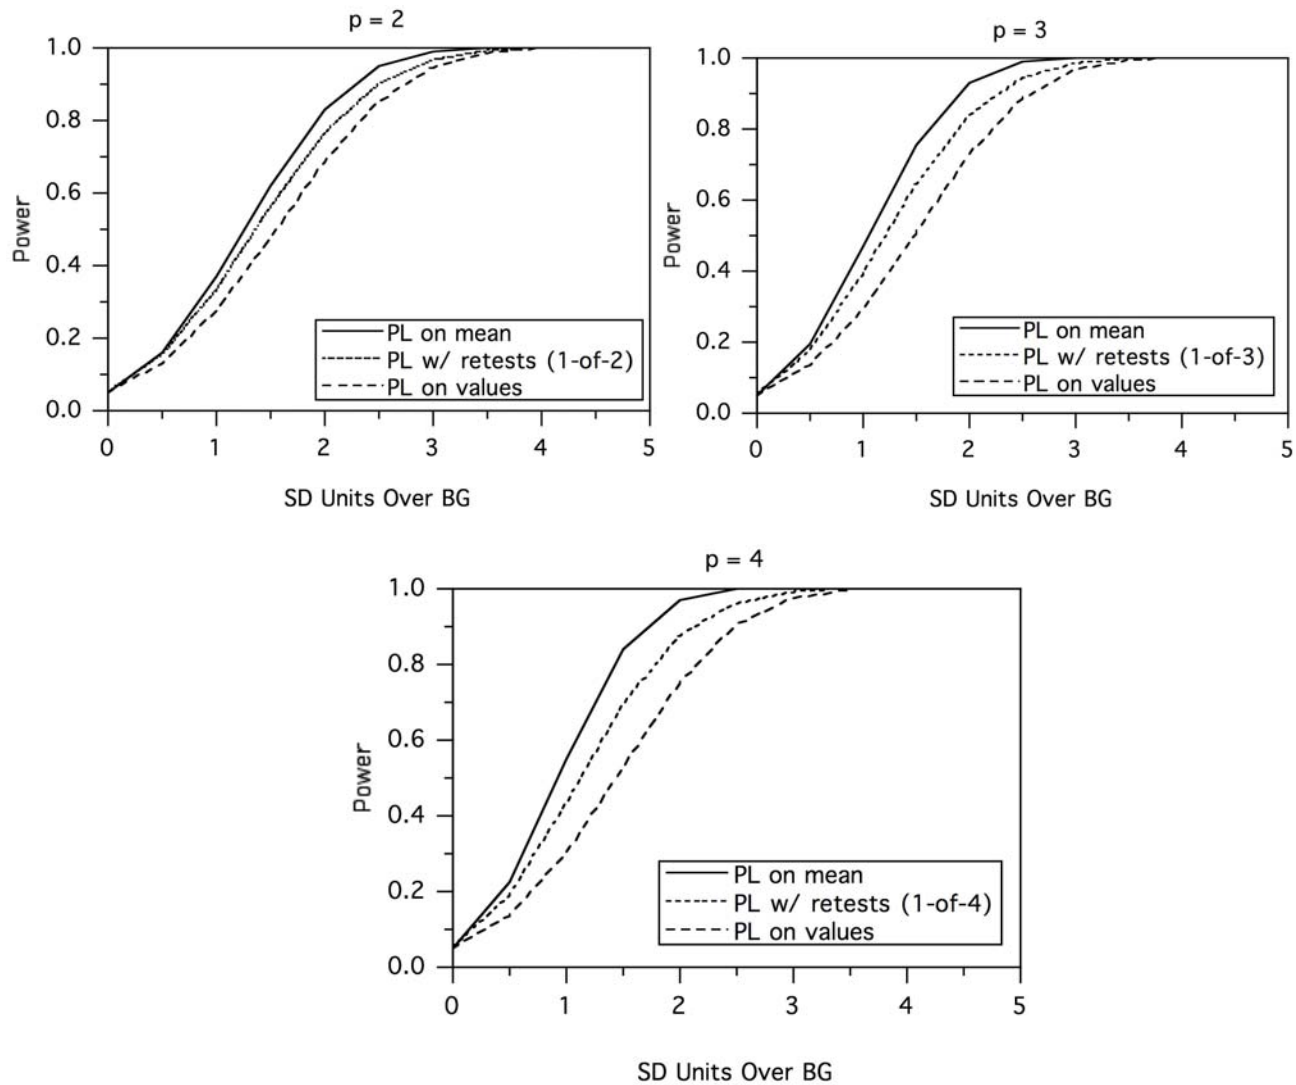 p = 2
1.0
0.8
0.6
0.4
0.2
0.0
Power
PL on mean
PL w/ retests (1-of-2)
PL on values
0 1 2 3 4 5
SD Units Over BG
p = 3
1.0
0.8
0.6
0.4
0.2
0.0
Power
PL on mean
PL w/ retests (1-of-3)
PL on values
0 1 2 3 4 5
SD Units Over BG
p = 4
1.0
0.8
0.6
0.4
0.2
0.0
Power
PL on mean
PL w/ retests (1-of-4)
PL on values
0 1 2 3 4 5
SD Units Over BG